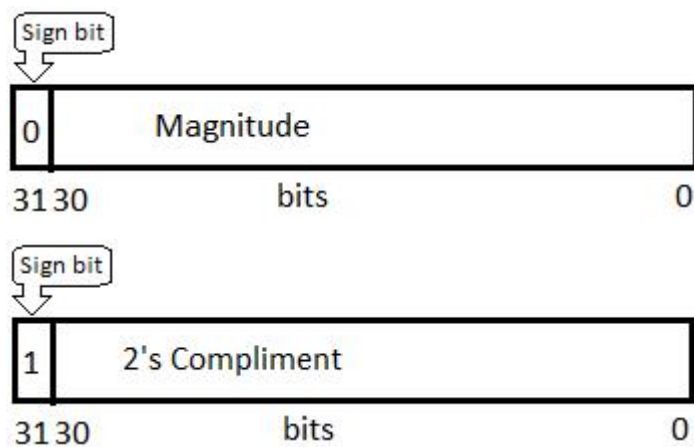 Sign bit
0 Magnitude
31 30 bits 0
Sign bit
1 2's Compliment
31 30 bits 0